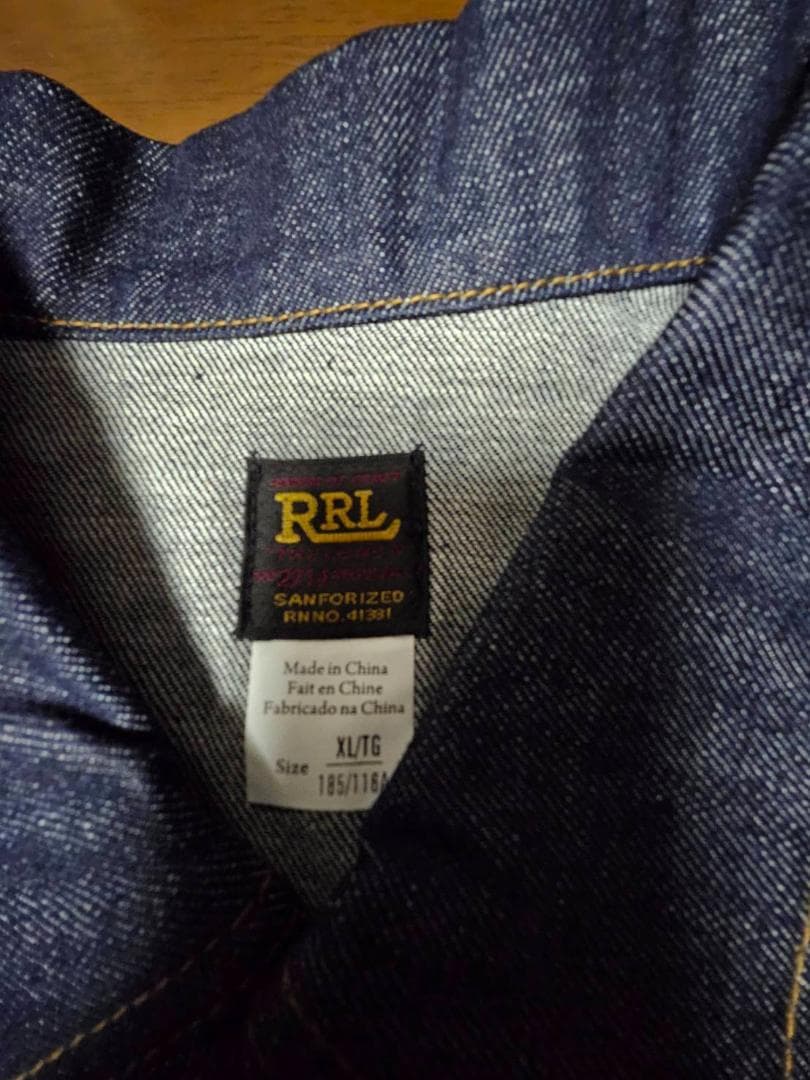 RRL
SANFORIZED
RN NO. 41381
Made in China
Fait en Chine
Fabricado na China
XL/TG
Size
185/116A